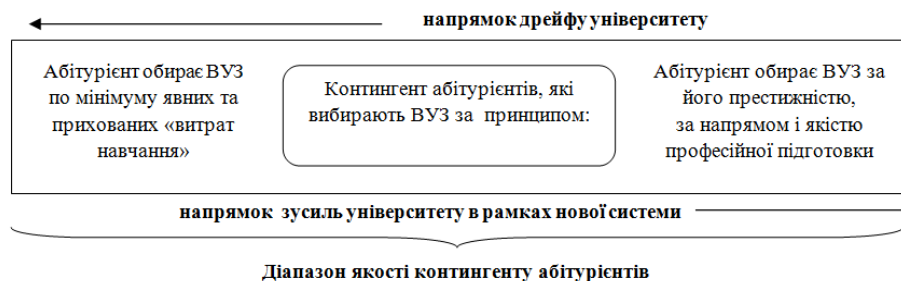 напрямок дрейфу університету
Абітурієнт обирає ВУЗ
по мінімуму явних та
прихованих «витрат
навчання»
Контингент абітурієнтів, які
вибирають ВУЗ за принципом:
Абітурієнт обирає ВУЗ за
його престижністю,
за напрямом і якістю
професійної підготовки
напрямок зусиль університету в рамках нової системи
Діапазон якості контингенту абітурієнтів